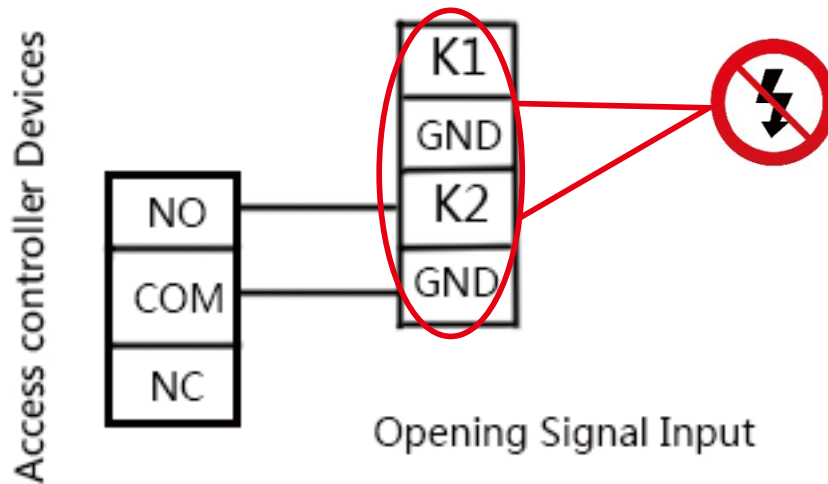 Access controller Devices
NO
COM
NC
K1
GND
K2
GND
Opening Signal Input